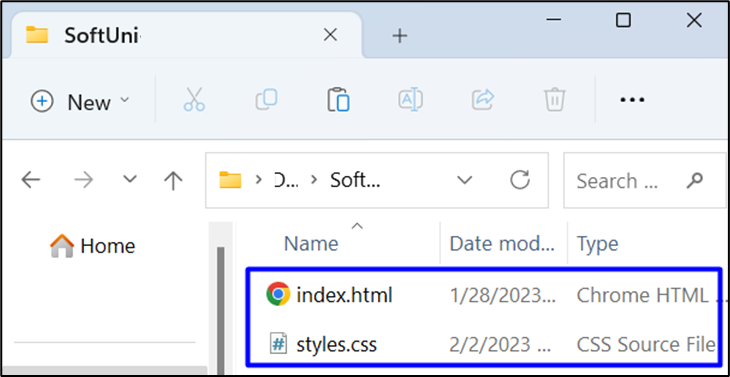 SoftUni-
New
D... > Soft...
Search ...
Home
Name Date mod... Type
index.html 1/28/2023... Chrome HTML ...
styles.css 2/2/2023 ... CSS Source File